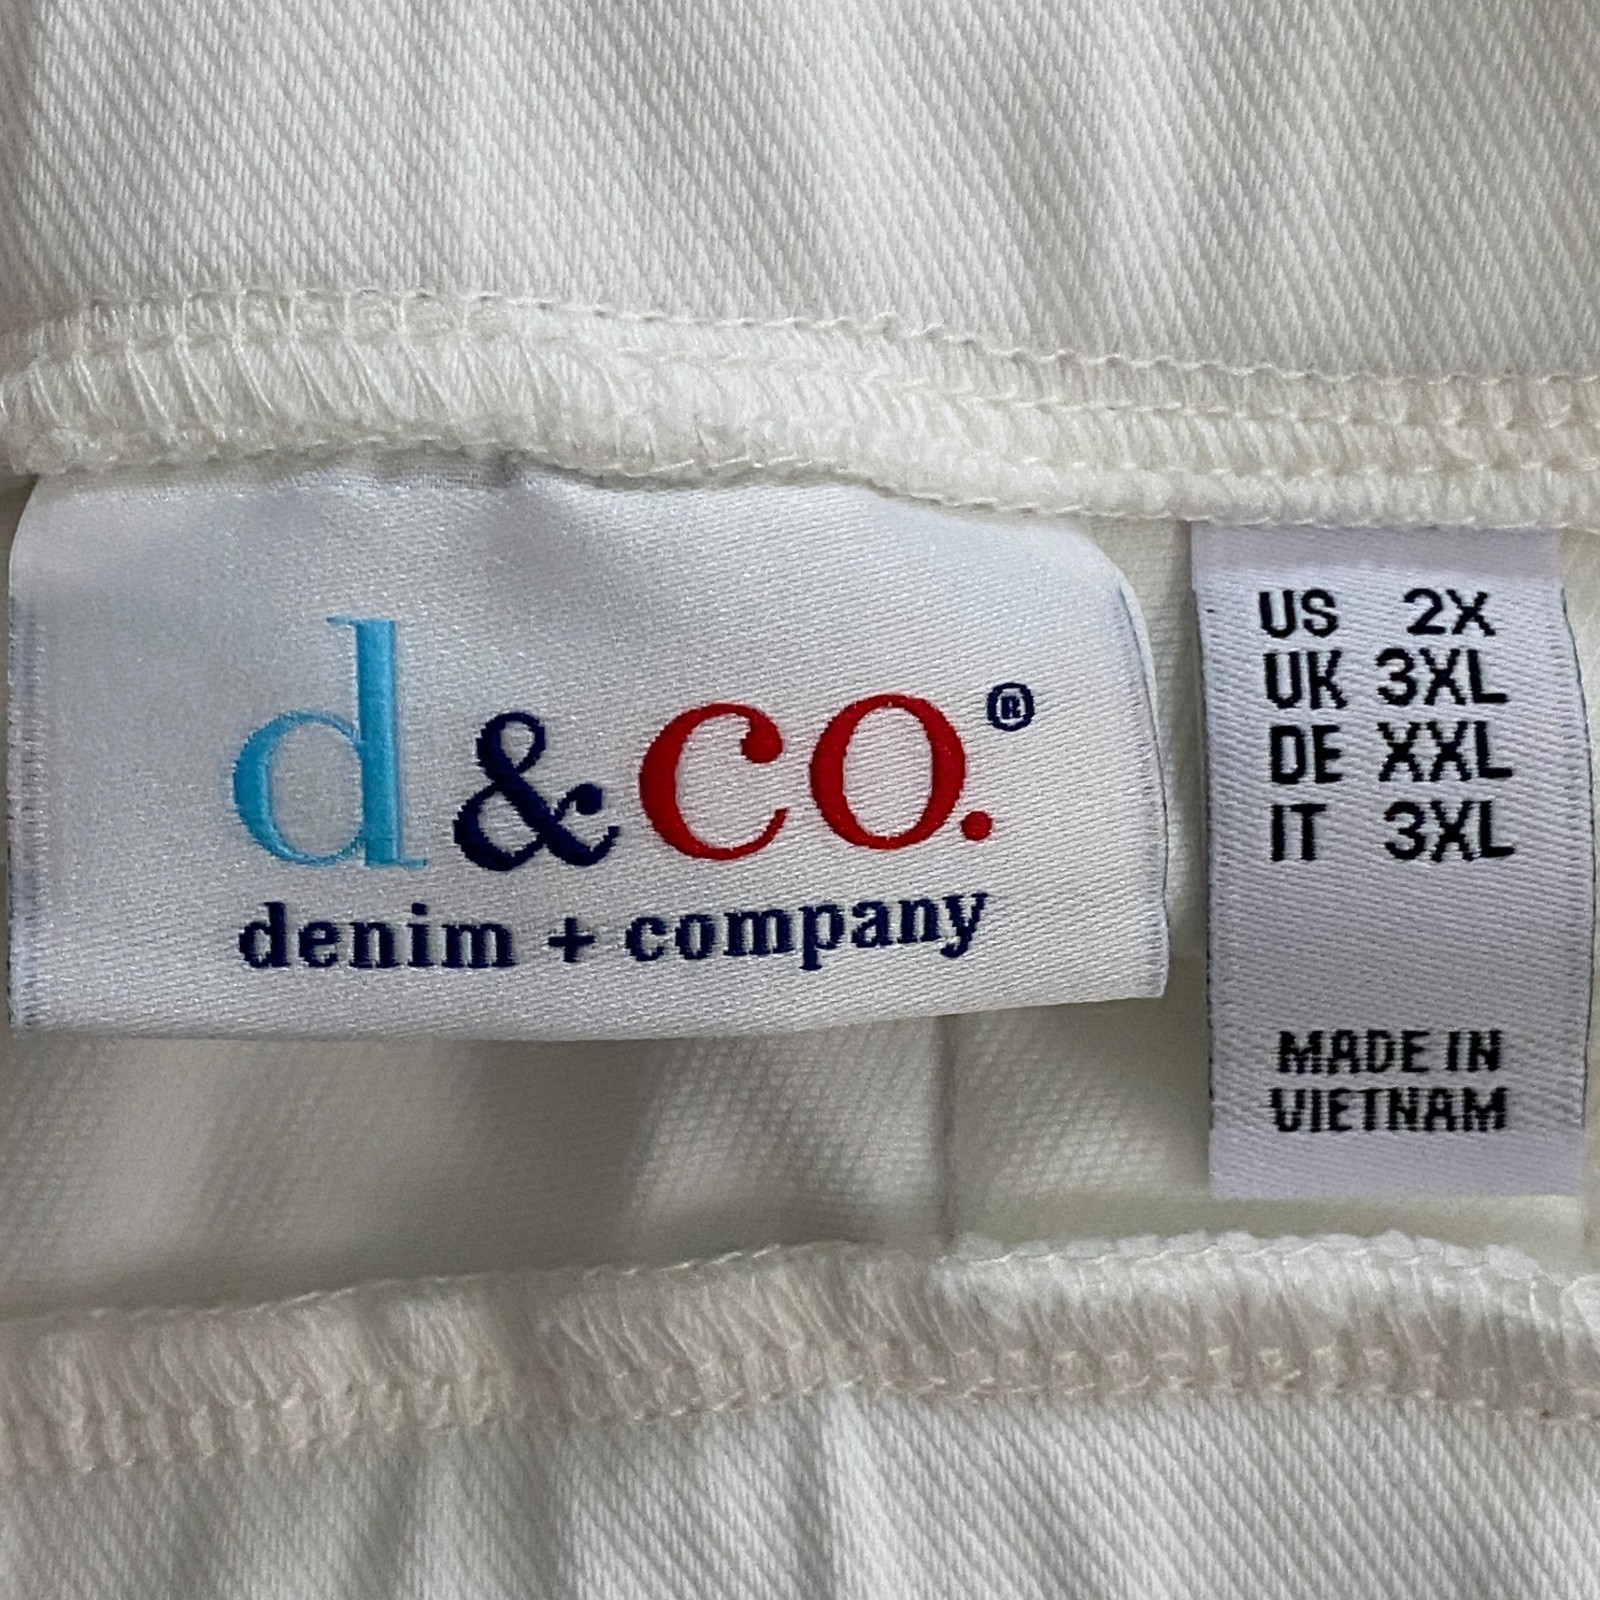 d&co.®
denim + company
US 2X
UK 3XL
DE XXL
IT 3XL
MADE IN
VIETNAM